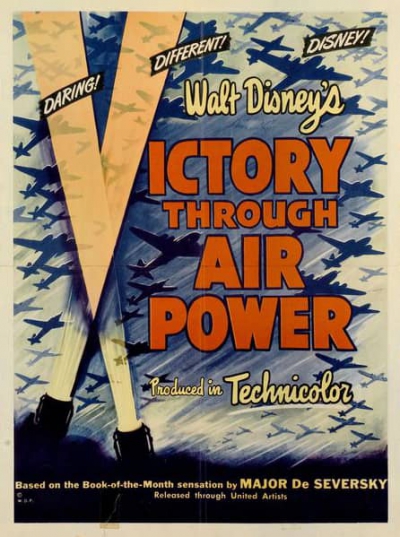 DARING!
DIFFERENT!
DISNEY!
Walt Disney's
VICTORY
THROUGH
AIR
POWER
Produced in Technicolor
Based on the Book-of-the-Month sensation by MAJOR De SEVERSKY
Released through United Artists
© W.D.P.